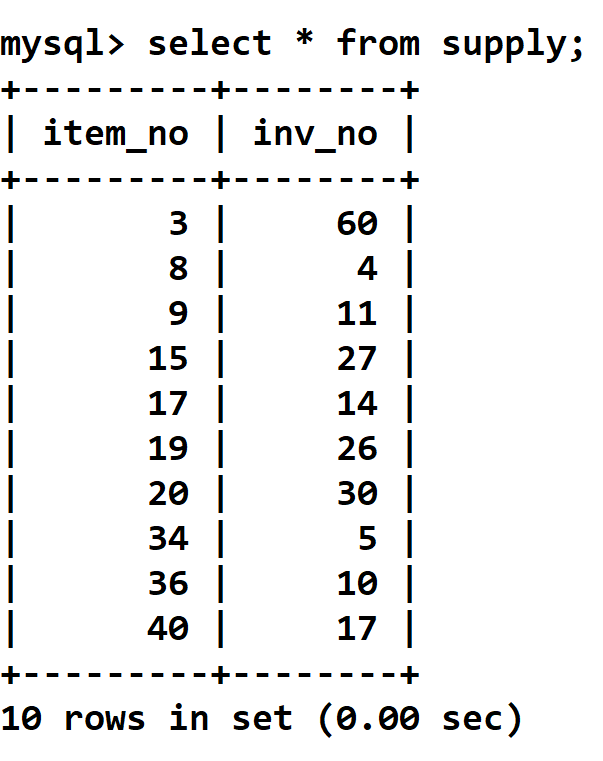 mysql> select * from supply;
+---------+--------+
| item_no | inv_no |
+---------+--------+
|       3 |     60 |
|       8 |      4 |
|       9 |     11 |
|      15 |     27 |
|      17 |     14 |
|      19 |     26 |
|      20 |     30 |
|      34 |      5 |
|      36 |     10 |
|      40 |     17 |
+---------+--------+
10 rows in set (0.00 sec)